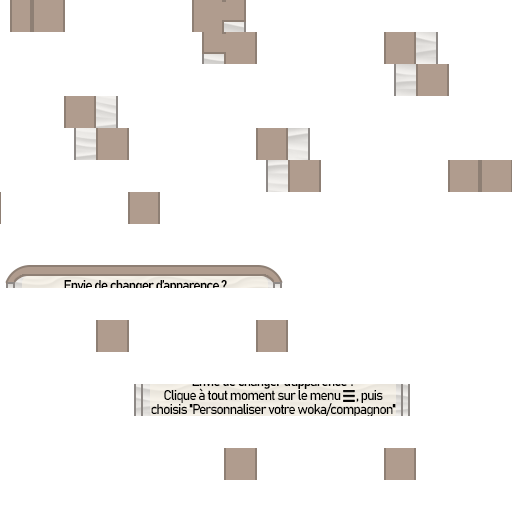 Envie de changer d'apparence ?
Envie de changer d'apparence ?
Clique à tout moment sur le menu ☰, puis
choisis "Personnaliser votre woka/compagnon"